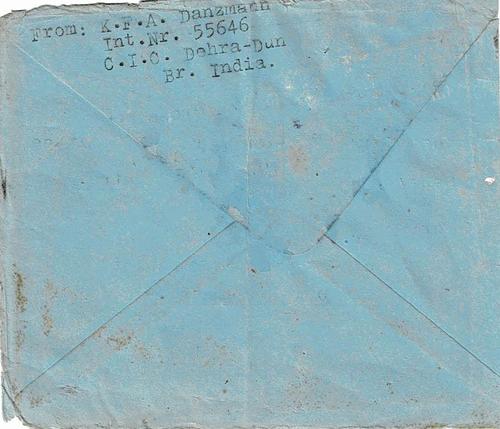 From: K.F.A. Danzmann
Int.Nr. 55646
C.I.C. Dehra-Dun
Br. India.